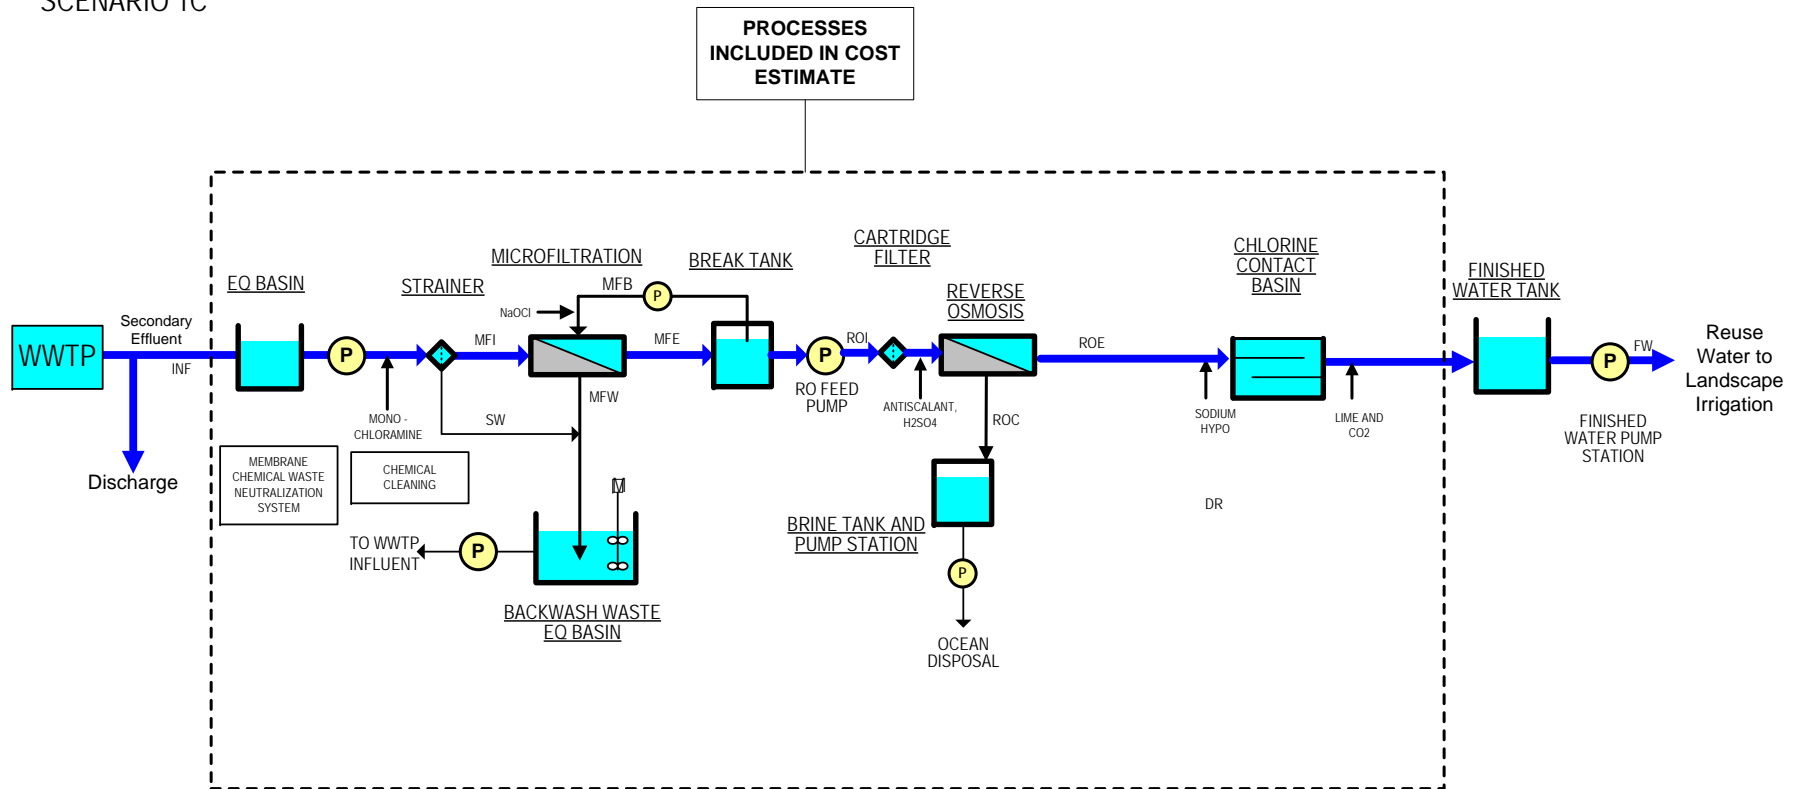 SCENARIO 1C
PROCESSES
INCLUDED IN COST
ESTIMATE
EQ BASIN
STRAINER
MICROFILTRATION
BREAK TANK
CARTRIDGE
FILTER
REVERSE
OSMOSIS
CHLORINE
CONTACT
BASIN
FINISHED
WATER TANK
MFB
P
NaOCl
WWTP
Secondary
Effluent
INF
P
MFI
MFE
P
ROI
ROE
P
FW
Reuse
Water to
Landscape
Irrigation
RO FEED
PUMP
MONO -
CHLORAMINE
SW
MFW
ANTISCALANT,
H2SO4
ROC
SODIUM
HYPO
LIME AND
CO2
FINISHED
WATER PUMP
STATION
Discharge
MEMBRANE
CHEMICAL WASTE
NEUTRALIZATION
SYSTEM
CHEMICAL
CLEANING
M
DR
TO WWTP
INFLUENT
P
BRINE TANK AND
PUMP STATION
P
BACKWASH WASTE
EQ BASIN
OCEAN
DISPOSAL